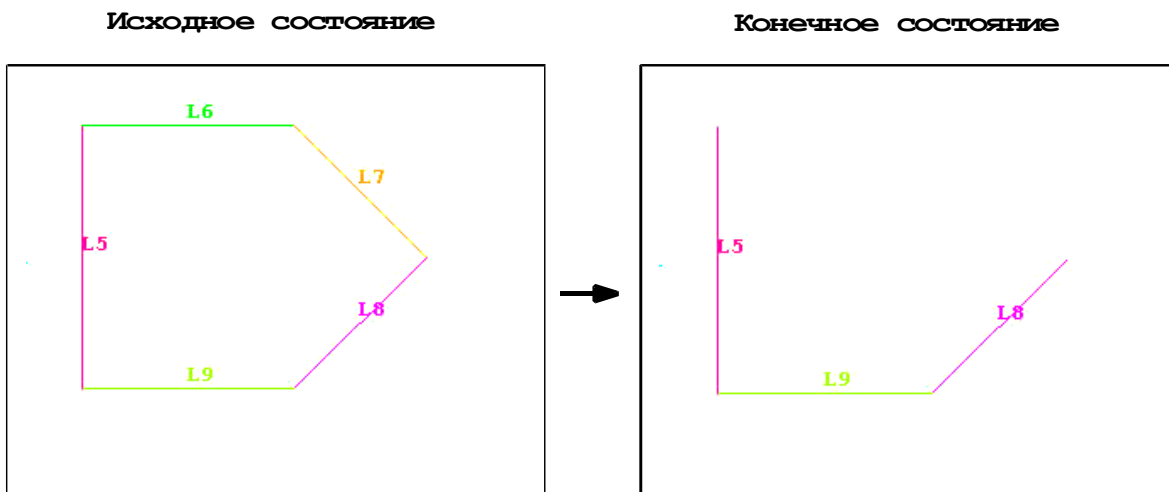 Исходное состояние
Конечное состояние
L6
L7
L5
L8
L9
L5
L8
L9